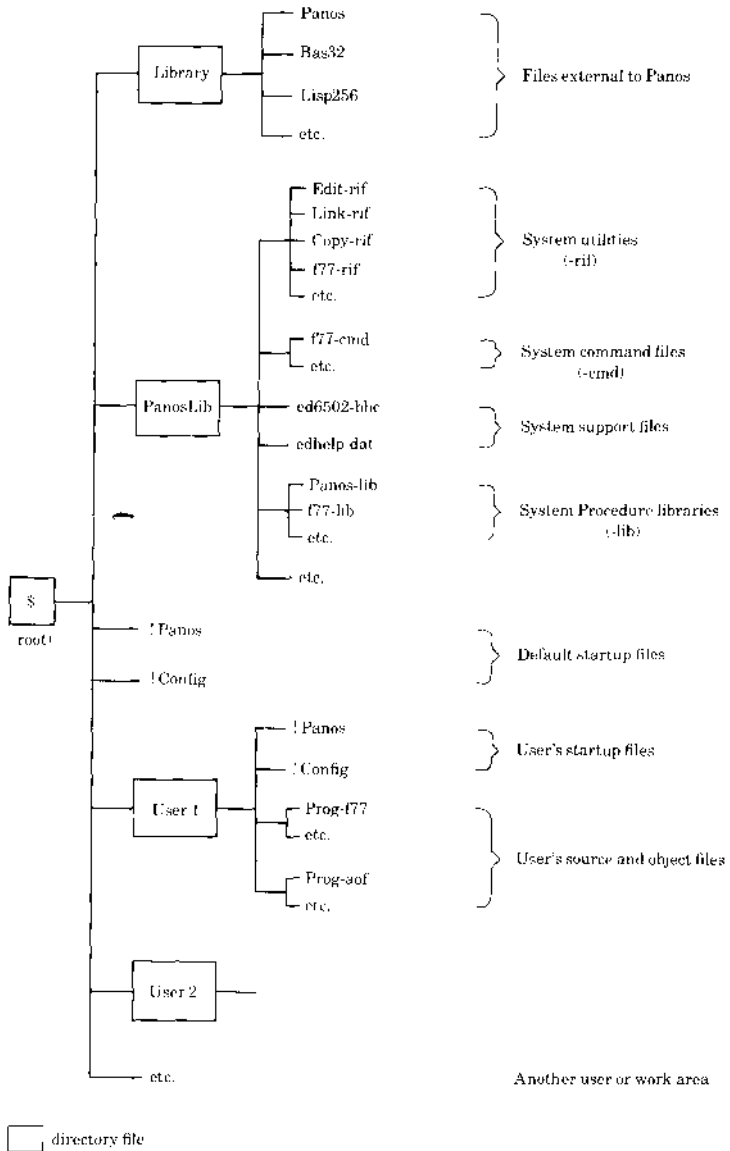 Panos
Library
Bas32
Lisp256
etc.
Files external to Panos
Edit-rif
Link-rif
Copy-rif
f77-rif
etc.
System utilities
(-rif)
f77-cmd
etc.
System command files
(-cmd)
PanosLib
ed6502-bbc
edhelp-dat
System support files
Panos-lib
f77-lib
etc.
System Procedure libraries
(-lib)
etc.
$
root)
! Panos
! Config
Default startup files
! Panos
! Config
User's startup files
User 1
Prog-f77
etc.
Prog-aof
etc.
User's source and object files
User 2
etc.
Another user or work area
directory file